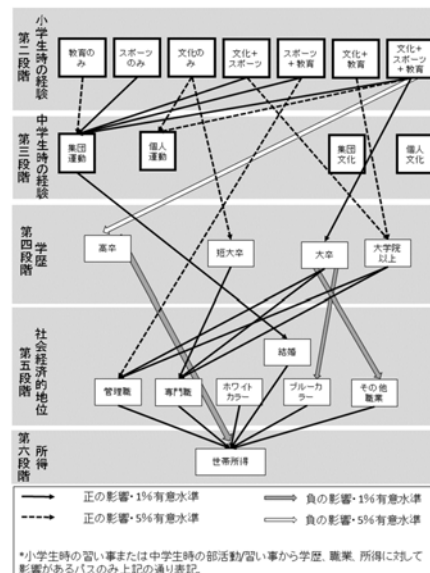 第二段階
小学生時の経験
教育の
み
スポーツ
のみ
文化の
み
文化+
スポーツ
スポーツ
+教育
文化+
教育
文化+
スポーツ
+教育
第三段階
中学生時の経験
集団
運動
個人
運動
集団
文化
個人
文化
第四段階
学歴
高卒
短大卒
大卒
大学院
以上
第五段階
社会経済的地位
結婚
管理職
専門職
ホワイト
カラー
ブルーカ
ラー
その他
職業
第六段階
所得
世帯所得
正の影響・1%有意水準
負の影響・1%有意水準
正の影響・5%有意水準
負の影響・5%有意水準
*小学生時の習い事または中学生時の部活動/習い事から学歴、職業、所得に対して
影響があるパスのみ上記の通り表記。